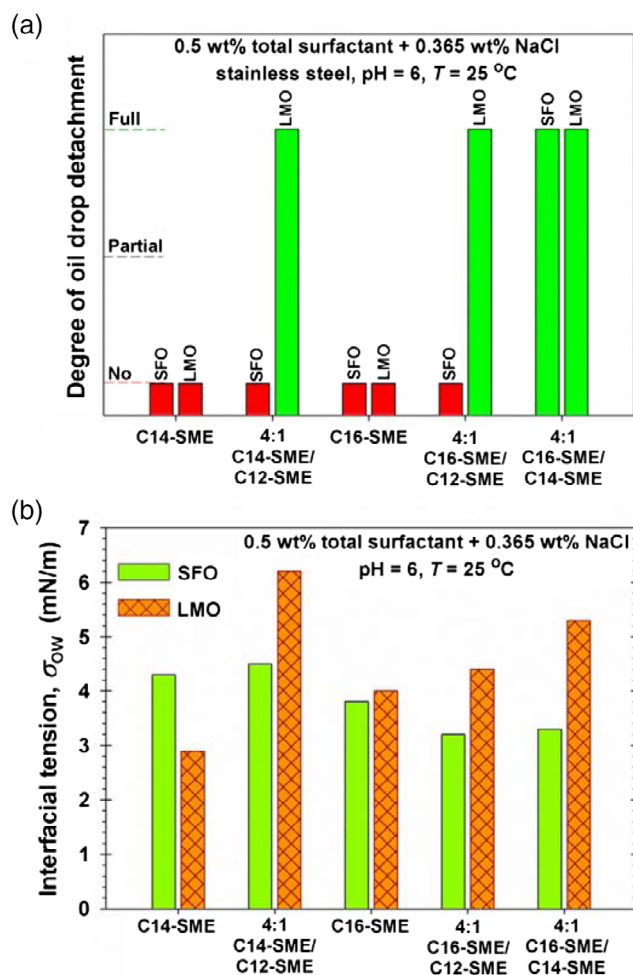 (a)
0.5 wt% total surfactant + 0.365 wt% NaCl
stainless steel, pH = 6, T = 25 °C
Degree of oil drop detachment
Full
Partial
No
SFO
LMO
SFO
LMO
SFO
LMO
SFO
LMO
SFO
LMO
C14-SME
4:1
C14-SME/
C12-SME
C16-SME
4:1
C16-SME/
C12-SME
4:1
C16-SME/
C14-SME
(b)
0.5 wt% total surfactant + 0.365 wt% NaCl
pH = 6, T = 25 °C
SFO
LMO
Interfacial tension, σOW (mN/m)
7
6
5
4
3
2
1
0
C14-SME
4:1
C14-SME/
C12-SME
C16-SME
4:1
C16-SME/
C12-SME
4:1
C16-SME/
C14-SME